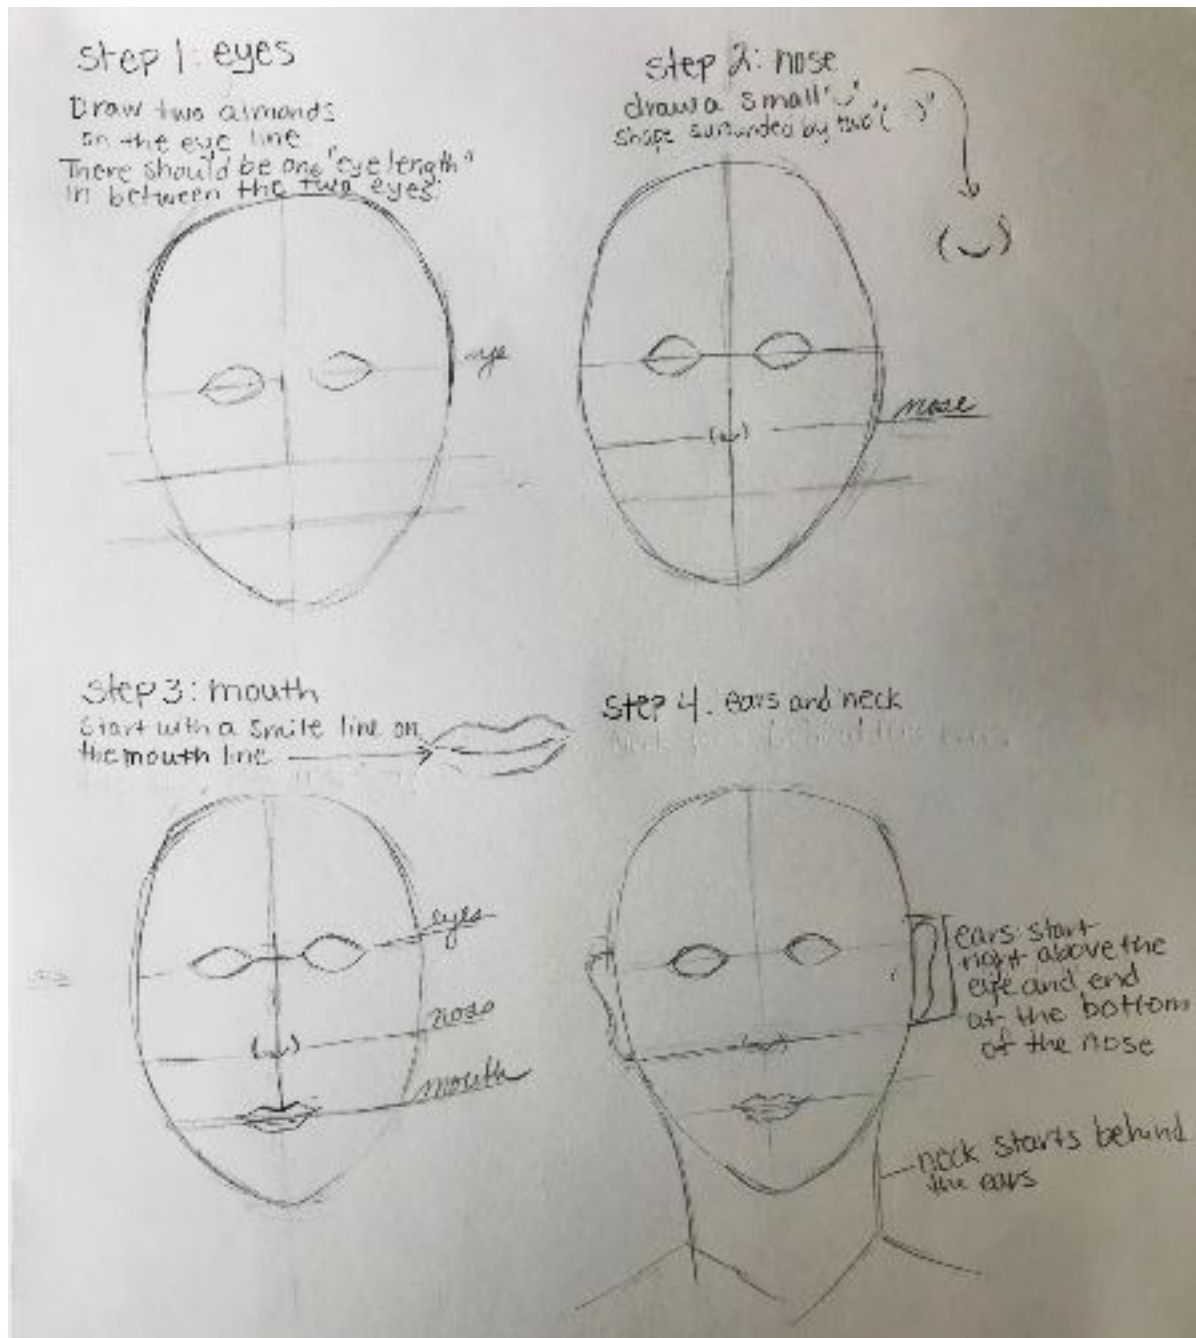 step 1: eyes
Draw two almonds
on the eye line
There should be one "eye length"
in between the two eyes.
eye
step 2: nose
draw a small "◡"
shape surrunded by two "( )"
(◡)
nose
step 3: mouth
Start with a smile line on
the mouth line
eyes
nose
mouth
step 4: ears and neck
ears: start
right above the
eye and end
at the bottom
of the nose
neck starts behind
the ears